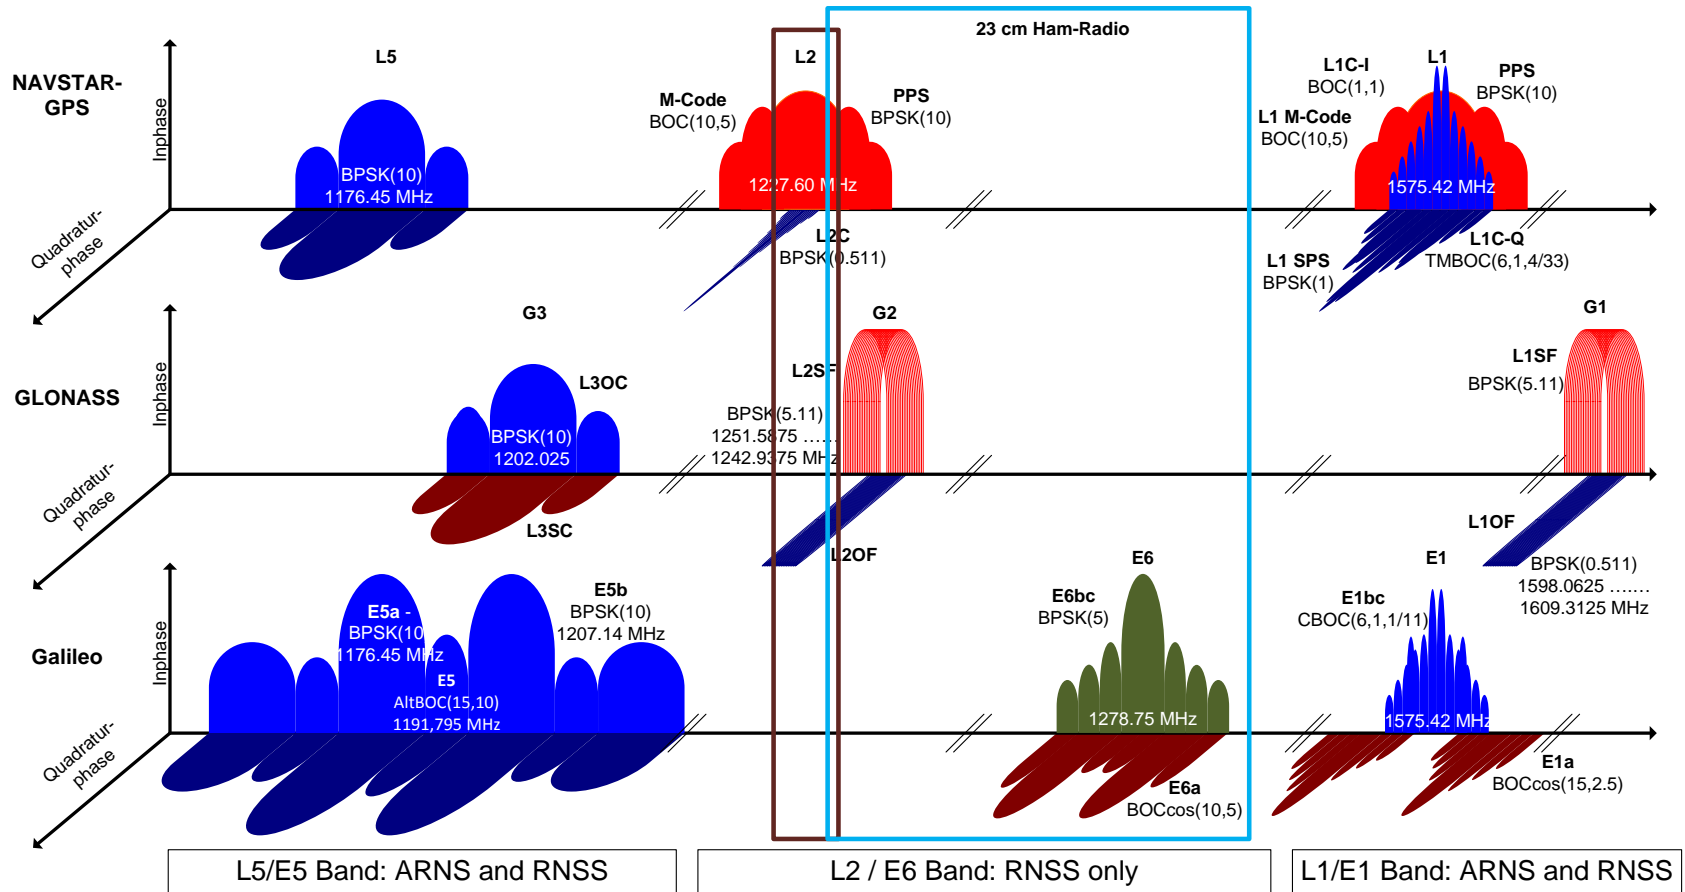 23 cm Ham-Radio
NAVSTAR-
GPS
Inphase
Quadratur-
phase
L5
BPSK(10)
1176.45 MHz
L2
M-Code
BOC(10,5)
PPS
BPSK(10)
1227.60 MHz
L2C
BPSK(0.511)
L1C-I
BOC(1,1)
L1
PPS
BPSK(10)
L1 M-Code
BOC(10,5)
1575.42 MHz
L1 SPS
BPSK(1)
L1C-Q
TMBOC(6,1,4/33)
GLONASS
Inphase
Quadratur-
phase
G3
L3OC
BPSK(10)
1202.025
L3SC
G2
L2SF
BPSK(5.11)
1251.5875 ......
1242.9375 MHz
L2OF
G1
L1SF
BPSK(5.11)
L1OF
BPSK(0.511)
1598.0625 .......
1609.3125 MHz
Galileo
Inphase
Quadratur-
phase
E5a -
BPSK(10
1176.45 MHz
E5b
BPSK(10)
1207.14 MHz
E5
AltBOC(15,10)
1191,795 MHz
E6
E6bc
BPSK(5)
1278.75 MHz
E6a
BOCcos(10,5)
E1
E1bc
CBOC(6,1,1/11)
1575.42 MHz
E1a
BOCcos(15,2.5)
L5/E5 Band: ARNS and RNSS
L2 / E6 Band: RNSS only
L1/E1 Band: ARNS and RNSS